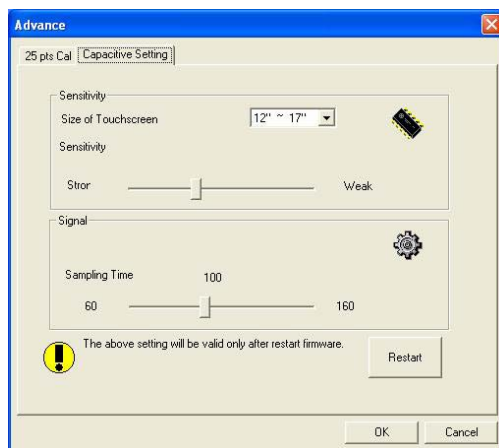 Advance
25 pts Cal Capacitive Setting
Sensitivity
Size of Touchscreen 12" ~ 17"
Sensitivity
Stror Weak
Signal
Sampling Time 100
60 160
The above setting will be valid only after restart firmware.
Restart
OK Cancel